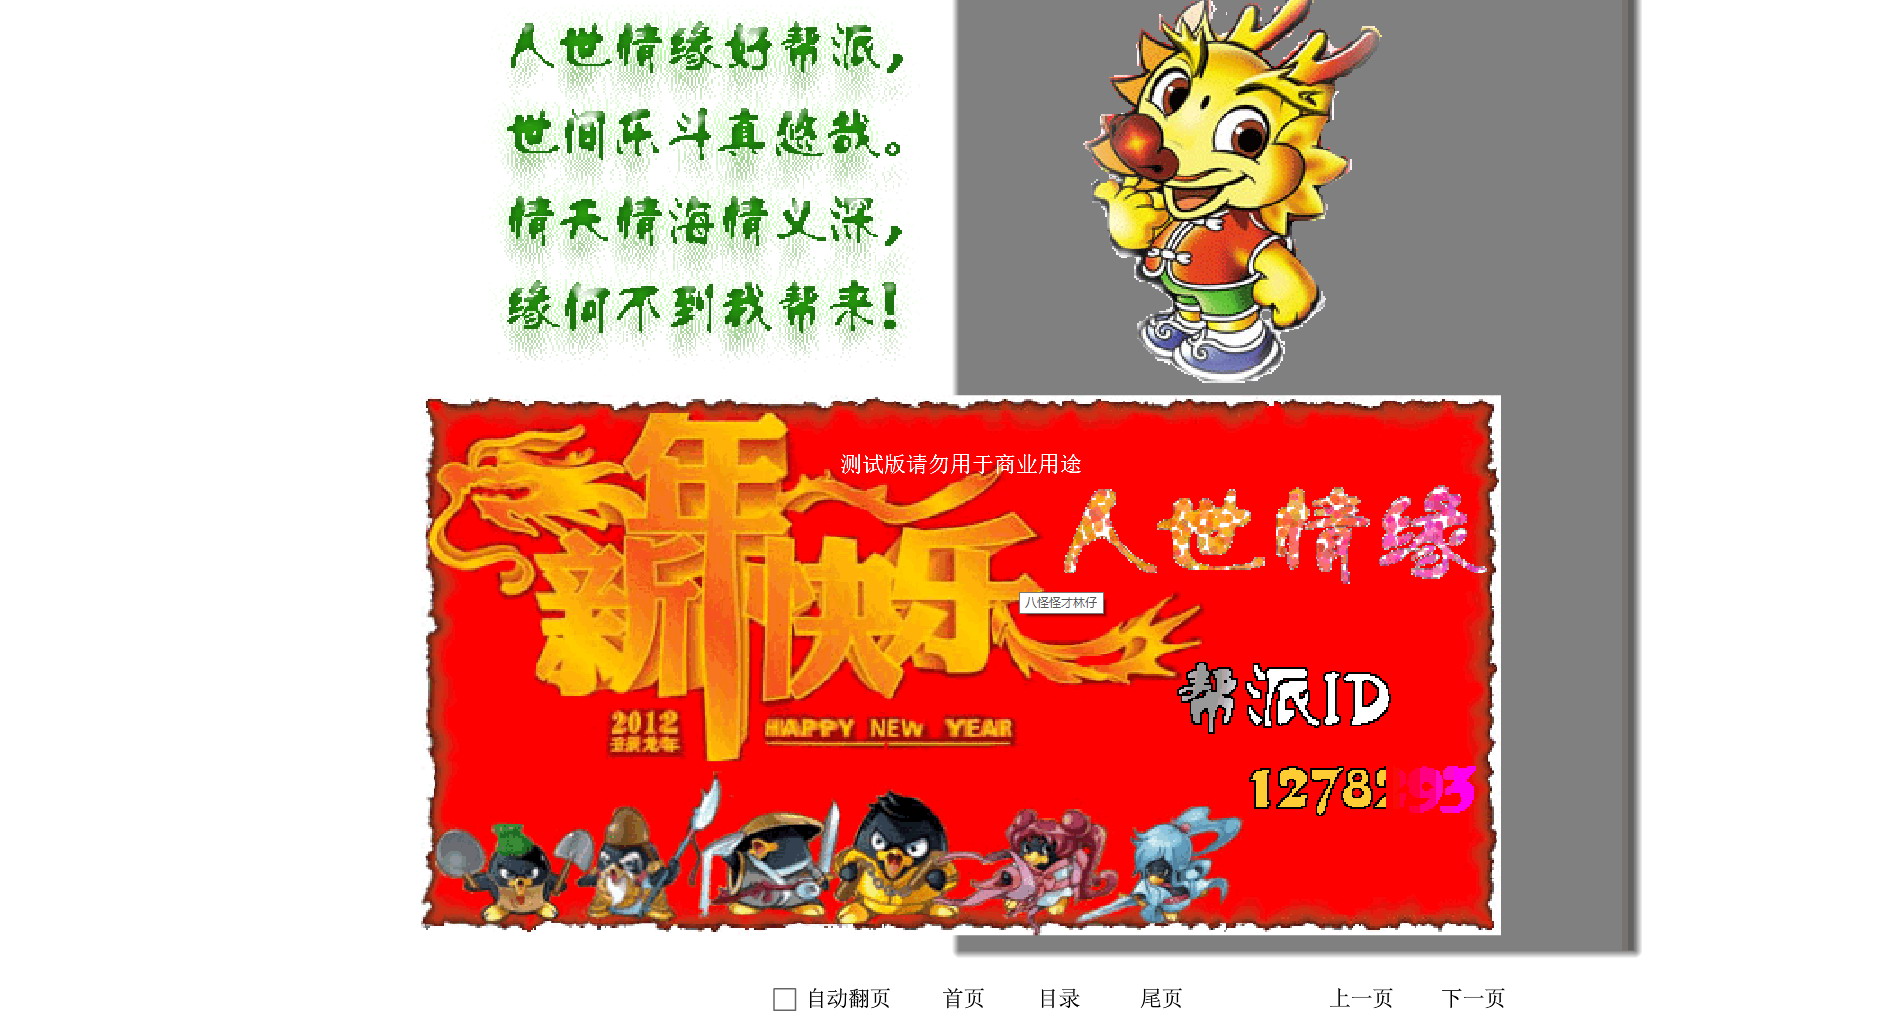 人世情缘好帮派，
世间乐斗真悠哉。
情天情海情义深，
缘何不到我帮来！
测试版请勿用于商业用途
新年快乐
人世情缘
八怪怪才林仔
帮派ID
2012
HAPPY NEW YEAR
自动翻页 首页 目录 尾页 上一页 下一页